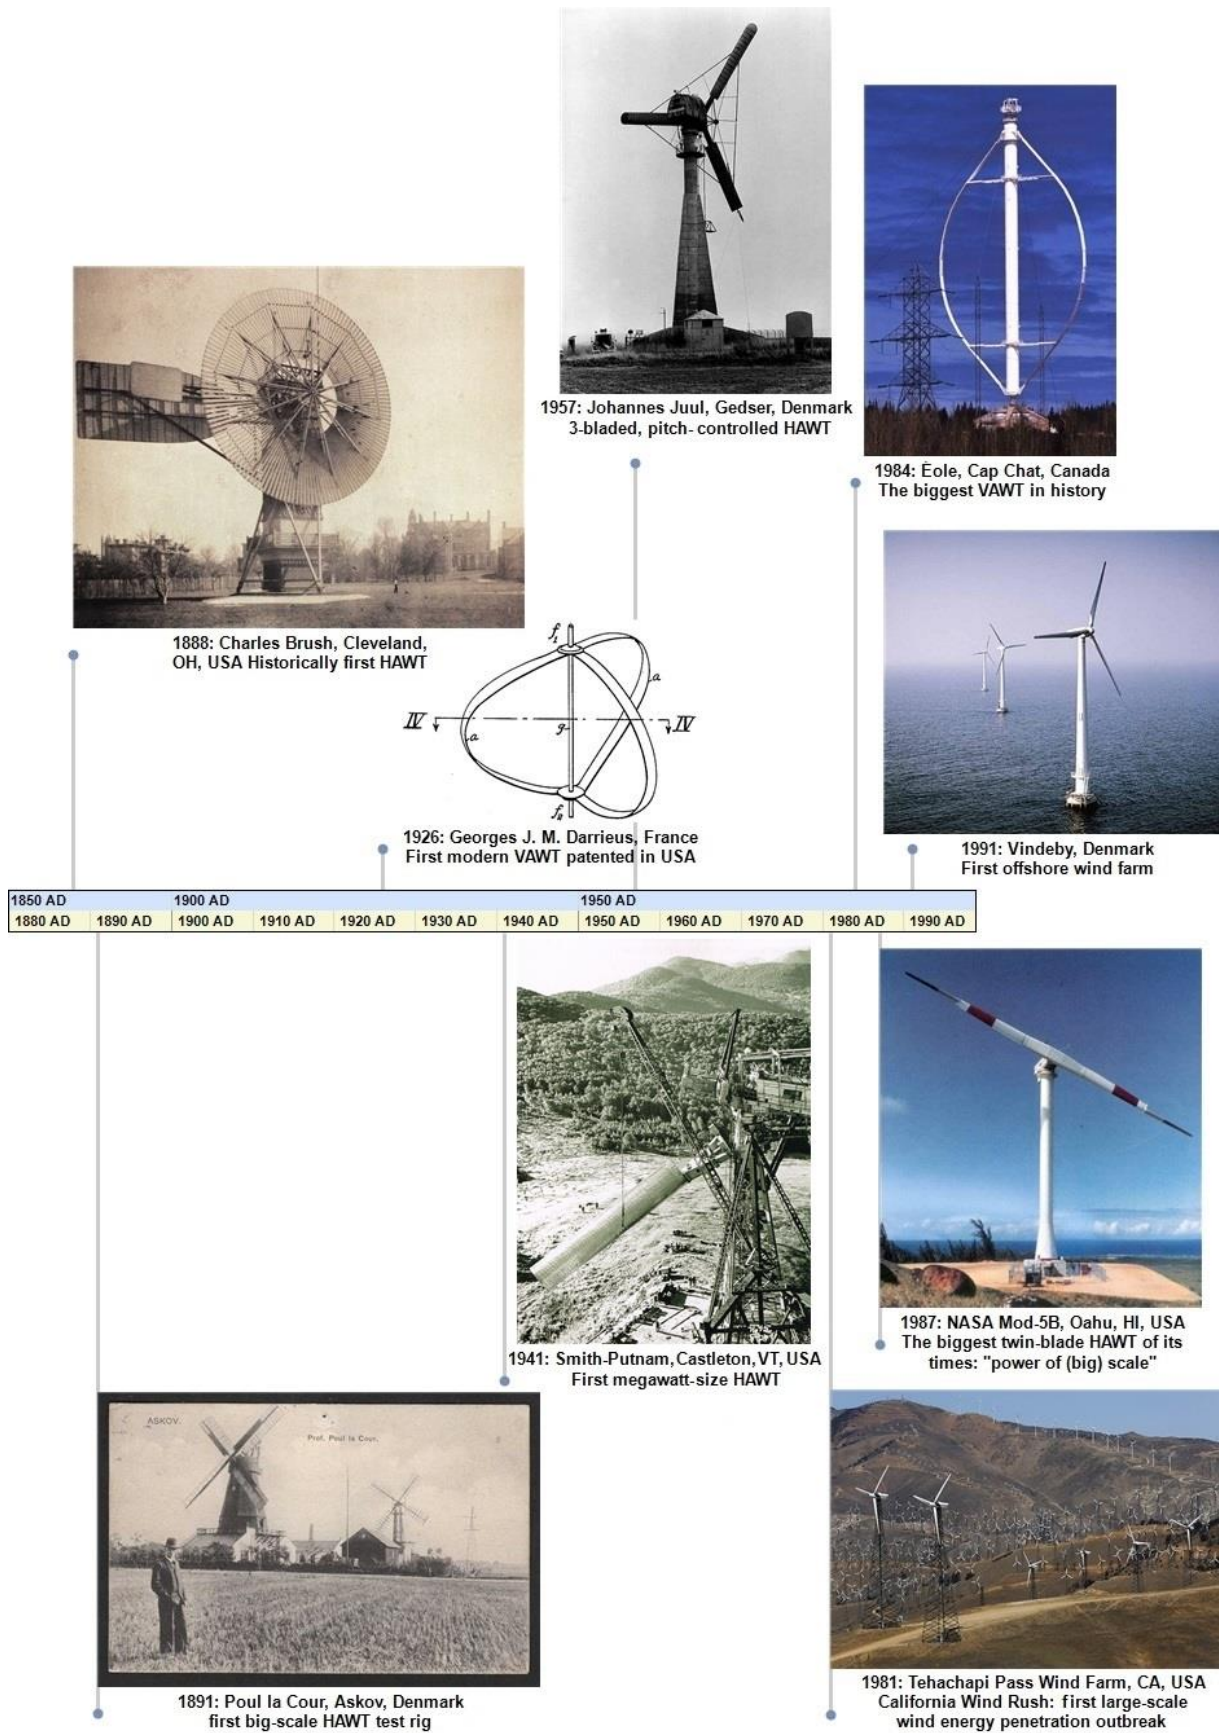 1957: Johannes Juul, Gedser, Denmark
3-bladed, pitch-controlled HAWT
1984: Èole, Cap Chat, Canada
The biggest VAWT in history
1888: Charles Brush, Cleveland,
OH, USA Historically first HAWT
f₁
a
IV
IV
a
g
f₂
1926: Georges J. M. Darrieus, France
First modern VAWT patented in USA
1991: Vindeby, Denmark
First offshore wind farm
1850 AD 1900 AD 1950 AD
1880 AD 1890 AD 1900 AD 1910 AD 1920 AD 1930 AD 1940 AD 1950 AD 1960 AD 1970 AD 1980 AD 1990 AD
1987: NASA Mod-5B, Oahu, HI, USA
The biggest twin-blade HAWT of its
times: "power of (big) scale"
1941: Smith-Putnam, Castleton, VT, USA
First megawatt-size HAWT
ASKOV.
Prof. Poul la Cour.
1891: Poul la Cour, Askov, Denmark
first big-scale HAWT test rig
1981: Tehachapi Pass Wind Farm, CA, USA
California Wind Rush: first large-scale
wind energy penetration outbreak